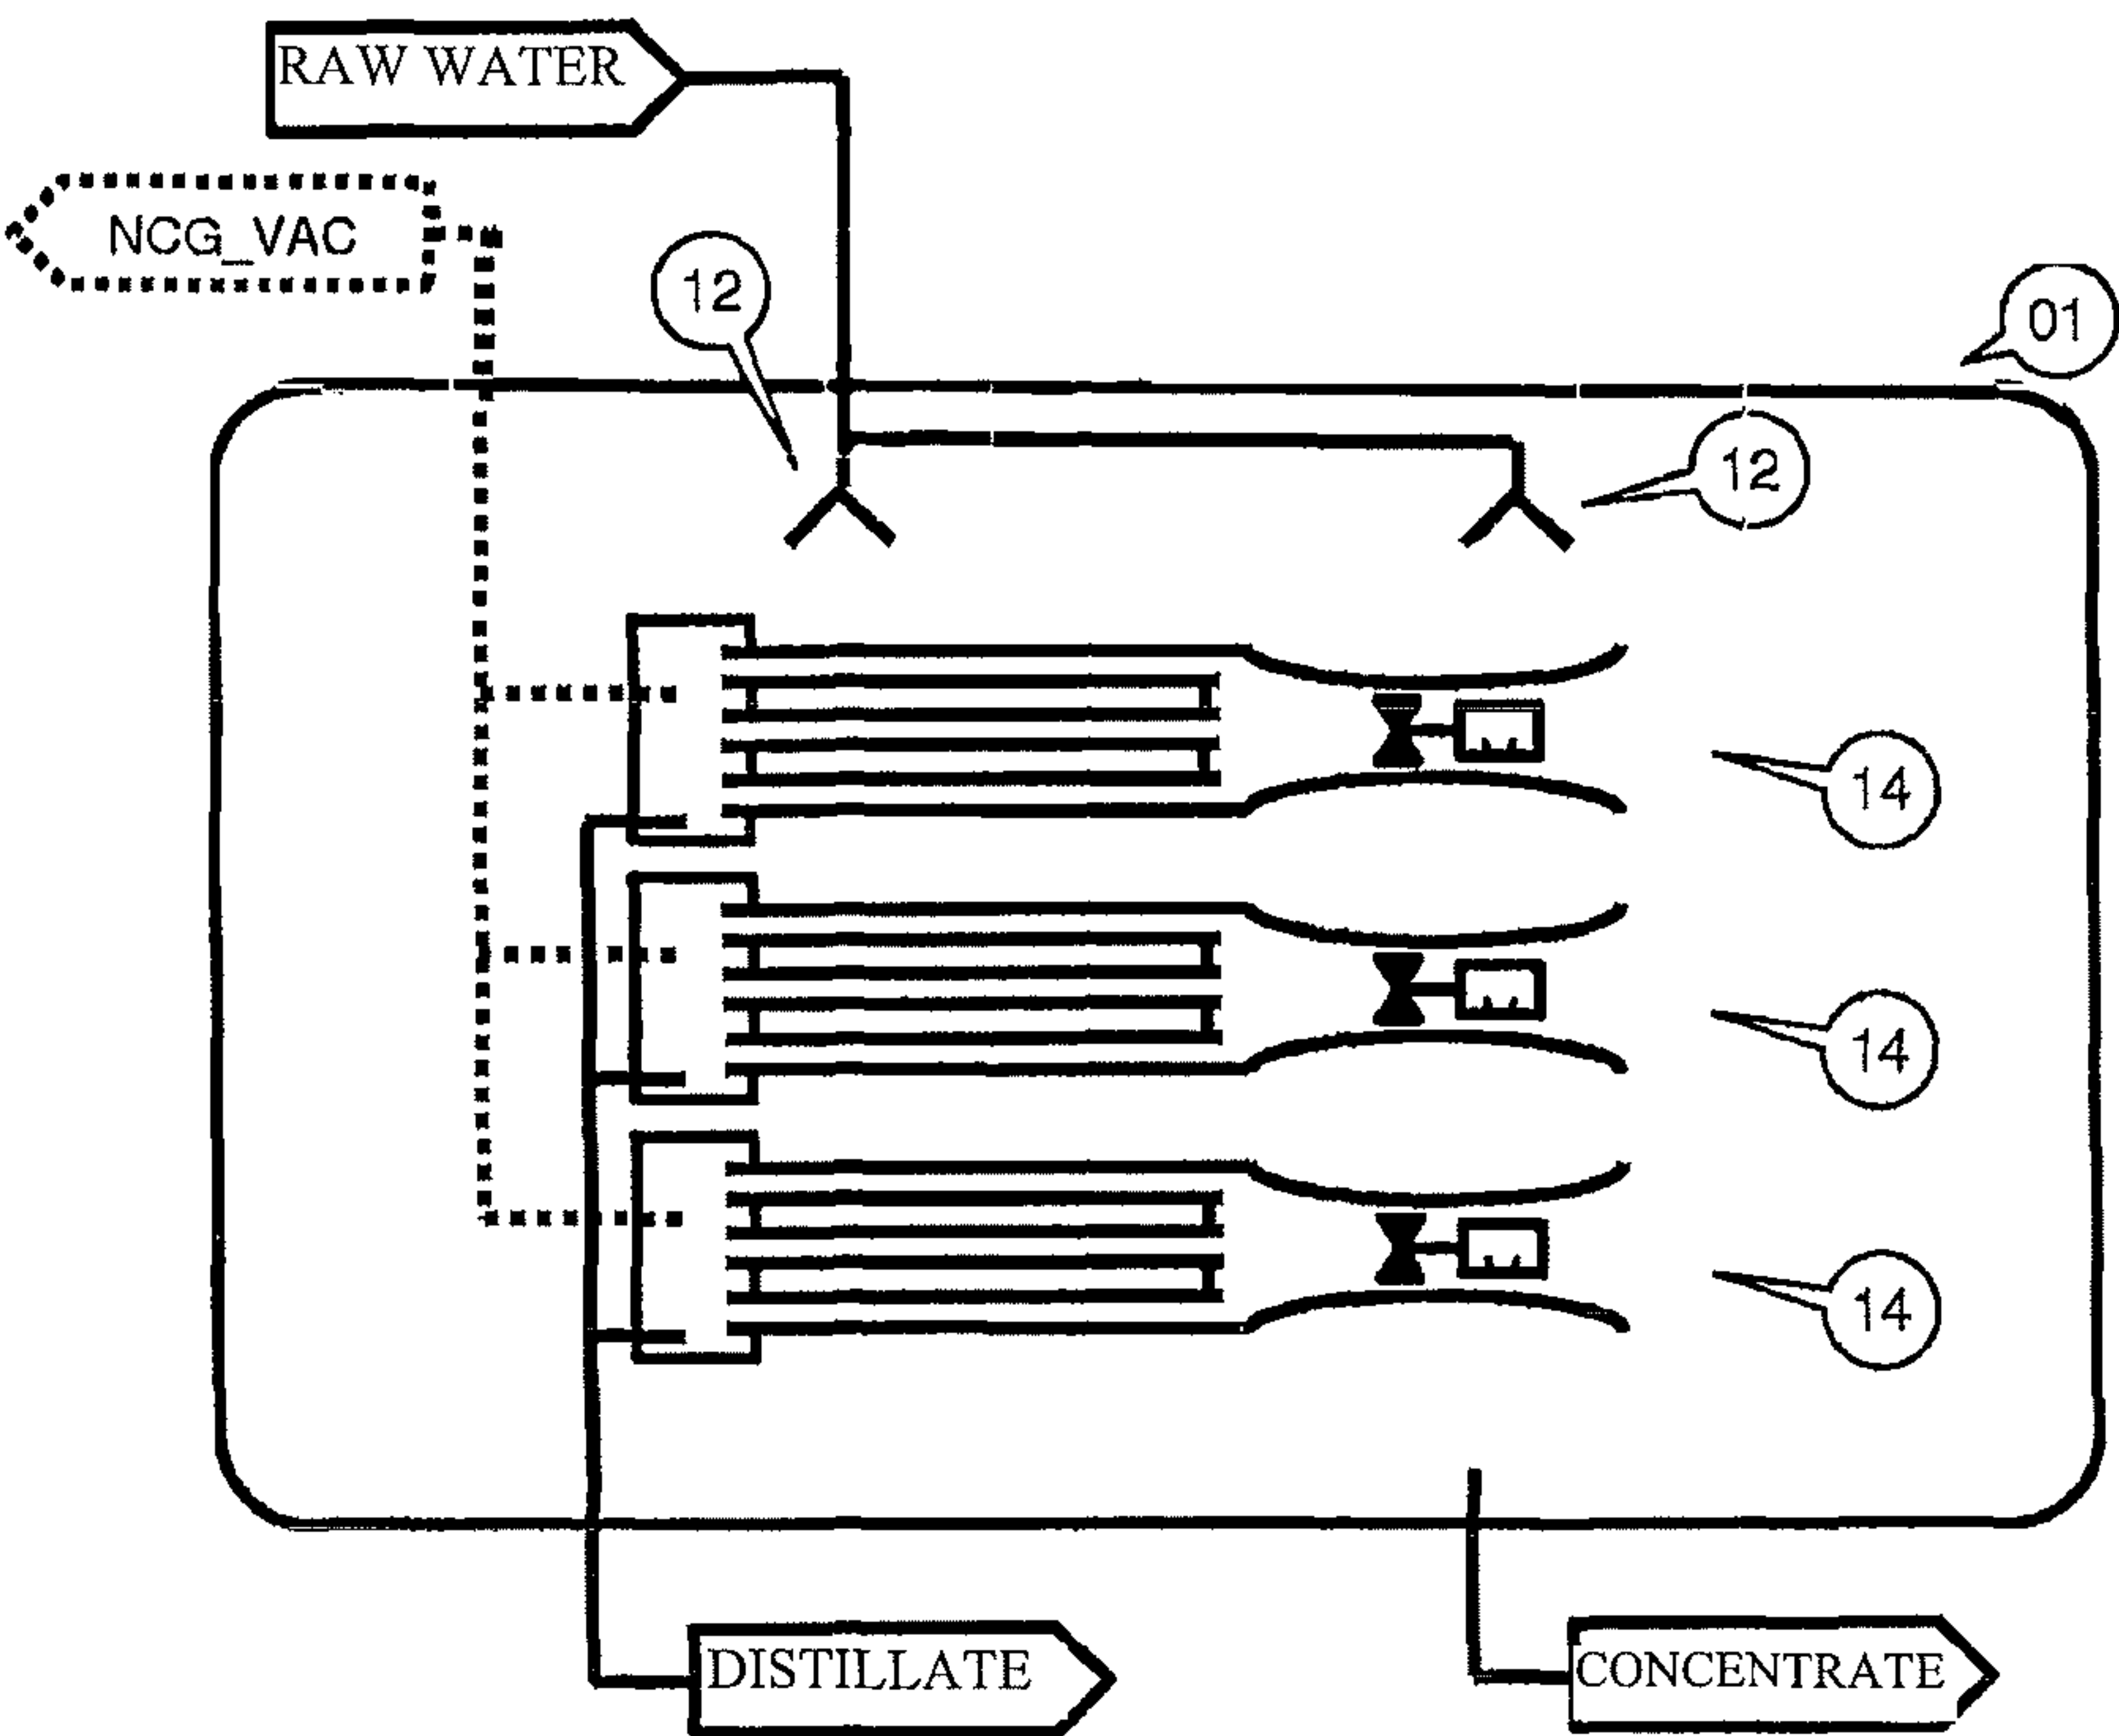 RAW WATER
NCG_VAC
12
01
12
14
14
14
DISTILLATE
CONCENTRATE